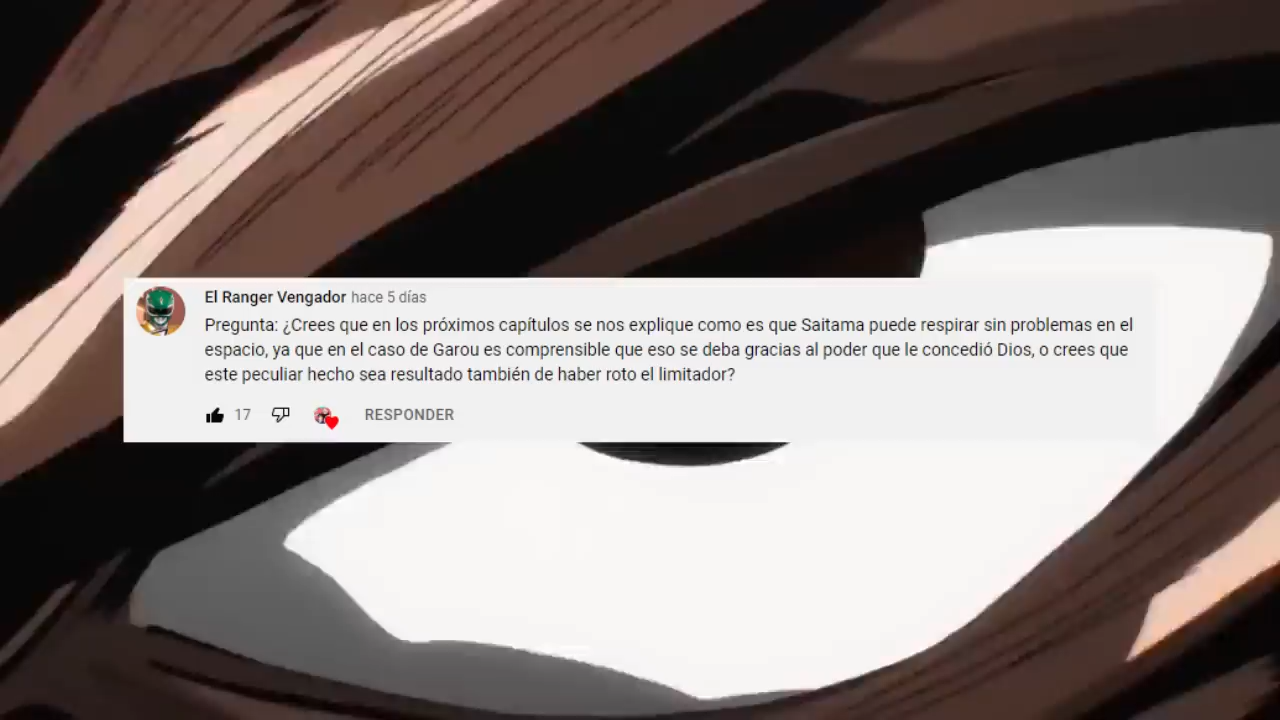 El Ranger Vengador hace 5 días
Pregunta: ¿Crees que en los próximos capítulos se nos explique como es que Saitama puede respirar sin problemas en el
espacio, ya que en el caso de Garou es comprensible que eso se deba gracias al poder que le concedió Dios, o crees que
este peculiar hecho sea resultado también de haber roto el limitador?
17 RESPONDER